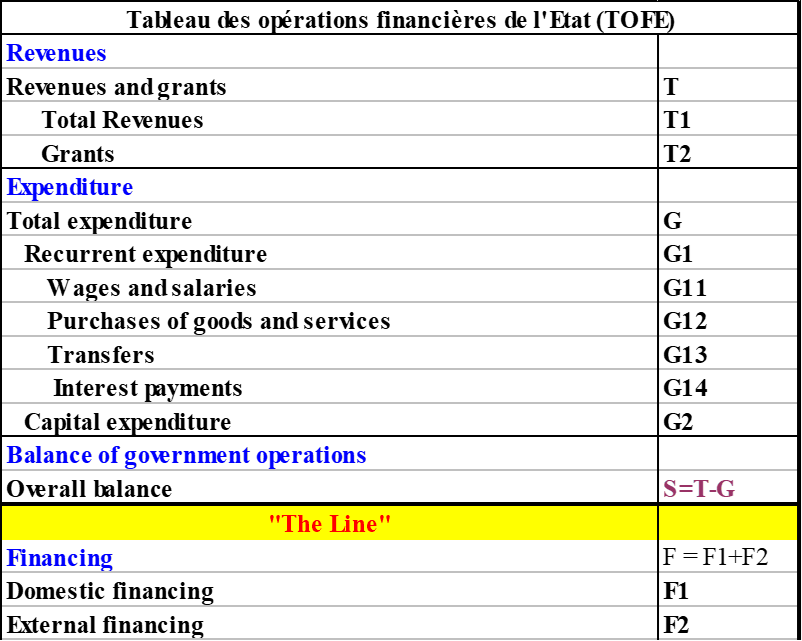 Tableau des opérations financières de l'Etat (TOFE)
Revenues
Revenues and grants T
Total Revenues T1
Grants T2
Expenditure
Total expenditure G
Recurrent expenditure G1
Wages and salaries G11
Purchases of goods and services G12
Transfers G13
Interest payments G14
Capital expenditure G2
Balance of government operations
Overall balance S=T-G
"The Line"
Financing F = F1+F2
Domestic financing F1
External financing F2